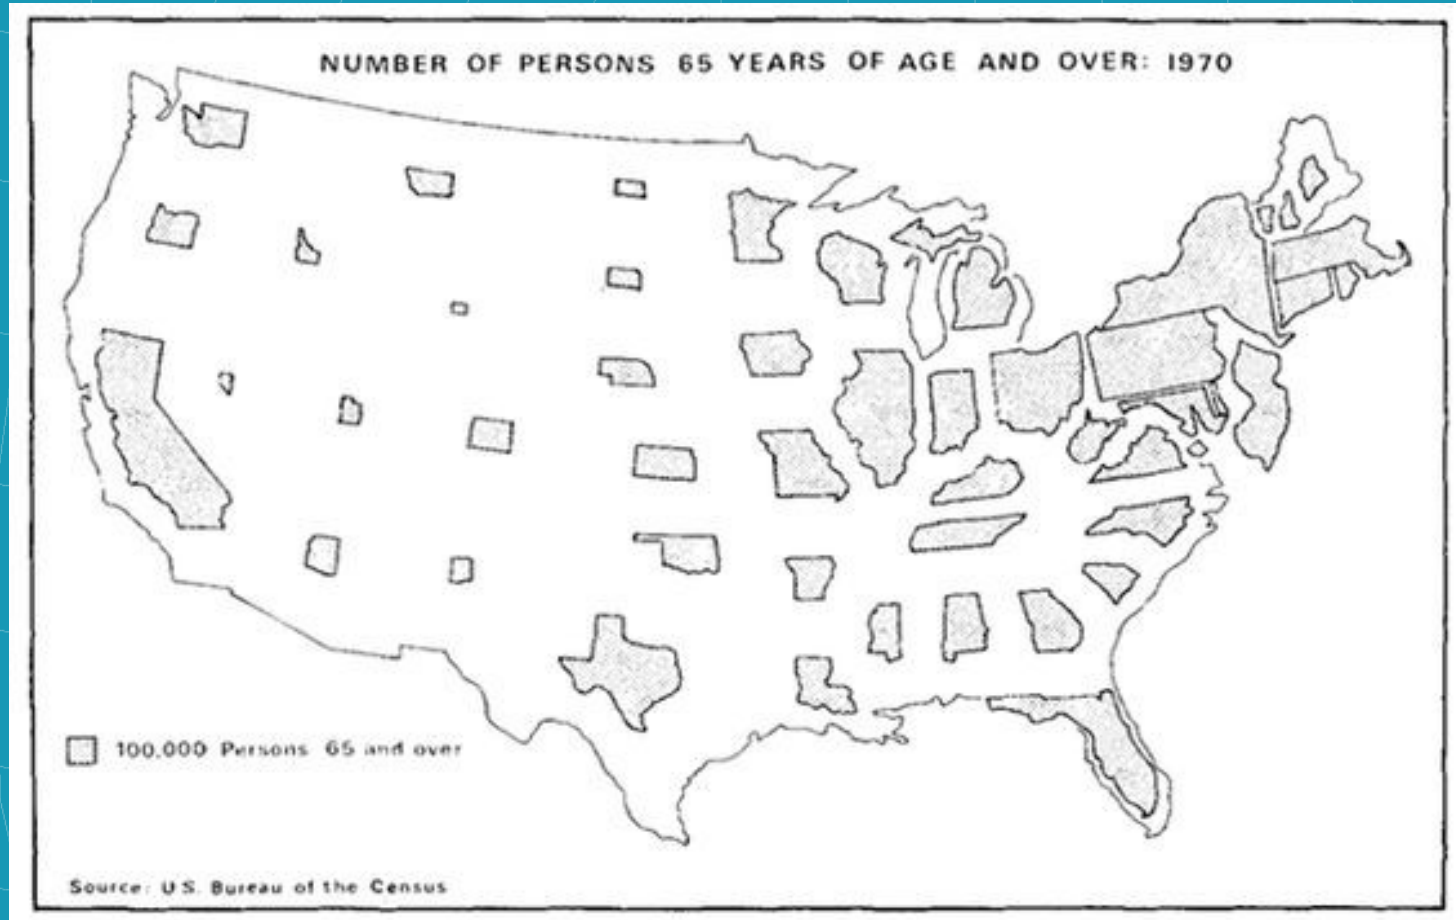 NUMBER OF PERSONS 65 YEARS OF AGE AND OVER: 1970
100,000 Persons 65 and over
Source: U.S. Bureau of the Census